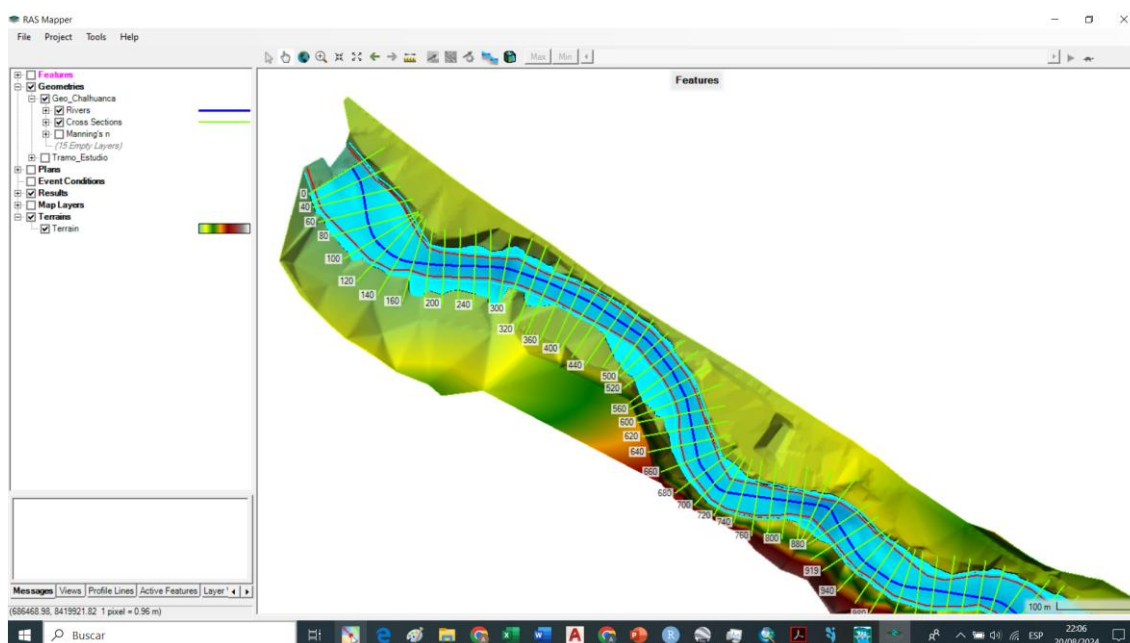 RAS Mapper
File Project Tools Help
Max Min
Features
Geometries
Geo_Chalhuanca
Rivers
Cross Sections
Manning's n
(15 Empty Layers)
Tramo_Estudio
Plans
Event Conditions
Results
Map Layers
Terrains
Terrain
Features
0
40
60
80
100
120
140
160
200
240
300
320
360
400
440
500
520
560
600
620
640
660
680
700
720
740
760
800
880
919
940
980
100 m
Messages Views Profile Lines Active Features Layer
(686468.98, 8419921.82 1 pixel = 0.96 m)
Buscar
ESP
22:06
20/08/2024